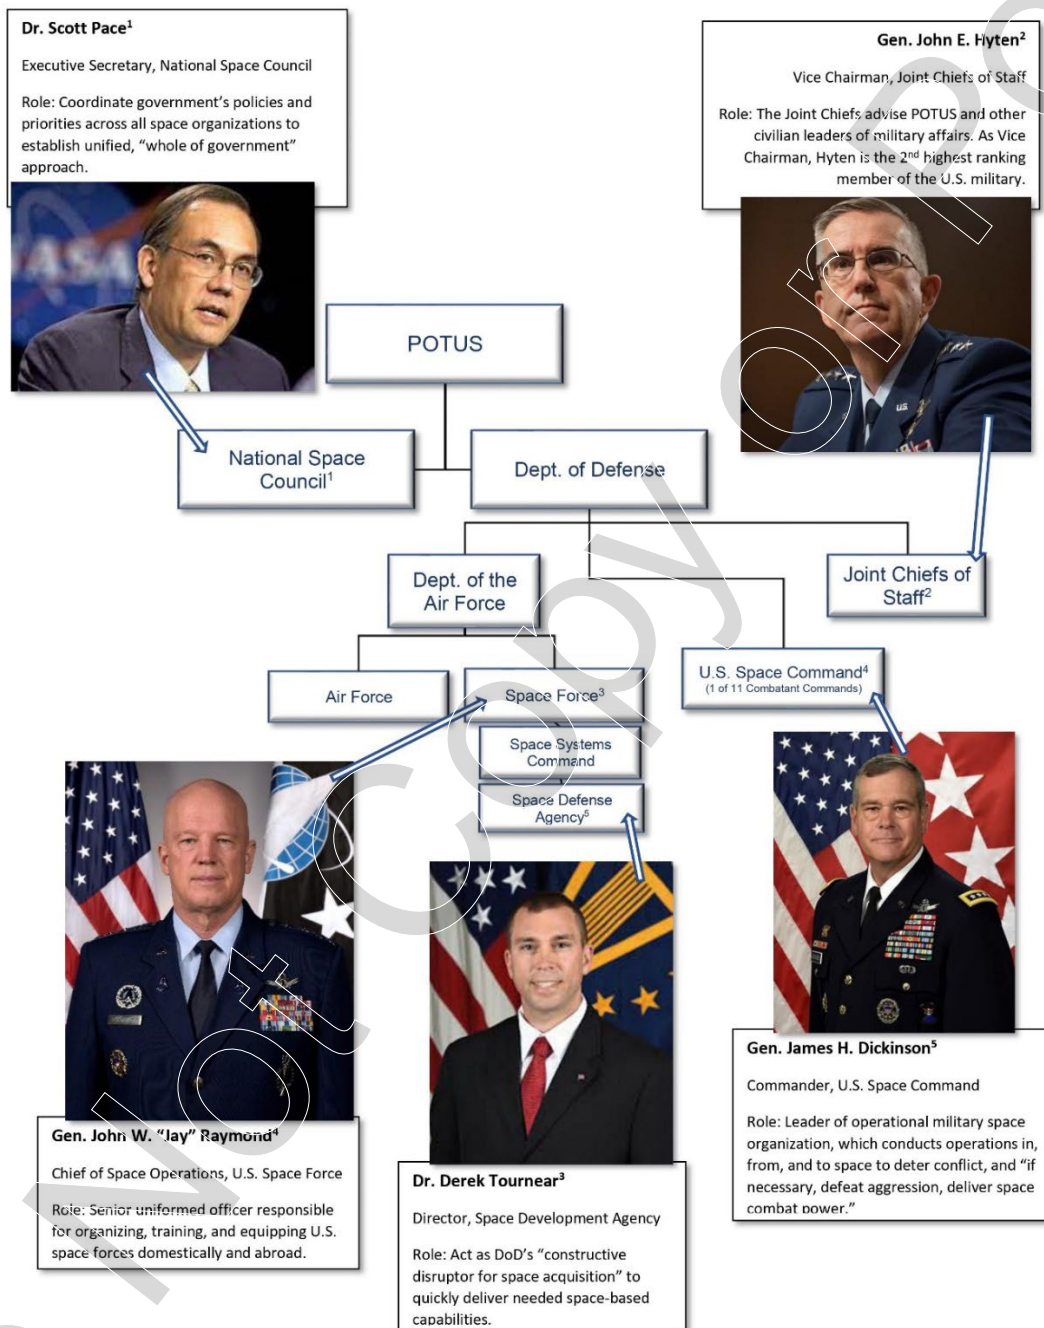 Dr. Scott Pace¹
Executive Secretary, National Space Council
Role: Coordinate government’s policies and
priorities across all space organizations to
establish unified, “whole of government”
approach.
Gen. John E. Hyten²
Vice Chairman, Joint Chiefs of Staff
Role: The Joint Chiefs advise POTUS and other
civilian leaders of military affairs. As Vice
Chairman, Hyten is the 2ⁿᵈ highest ranking
member of the U.S. military.
POTUS
National Space
Council¹
Dept. of Defense
Dept. of the
Air Force
Joint Chiefs of
Staff²
Air Force
Space Force³
U.S. Space Command⁴
(1 of 11 Combatant Commands)
Space Systems
Command
Space Defense
Agency⁵
Gen. John W. “Jay” Raymond⁴
Chief of Space Operations, U.S. Space Force
Role: Senior uniformed officer responsible
for organizing, training, and equipping U.S.
space forces domestically and abroad.
Dr. Derek Tournear³
Director, Space Development Agency
Role: Act as DoD’s “constructive
disruptor for space acquisition” to
quickly deliver needed space-based
capabilities.
Gen. James H. Dickinson⁵
Commander, U.S. Space Command
Role: Leader of operational military space
organization, which conducts operations in,
from, and to space to deter conflict, and “if
necessary, defeat aggression, deliver space
combat power.”
Not Copy or Po